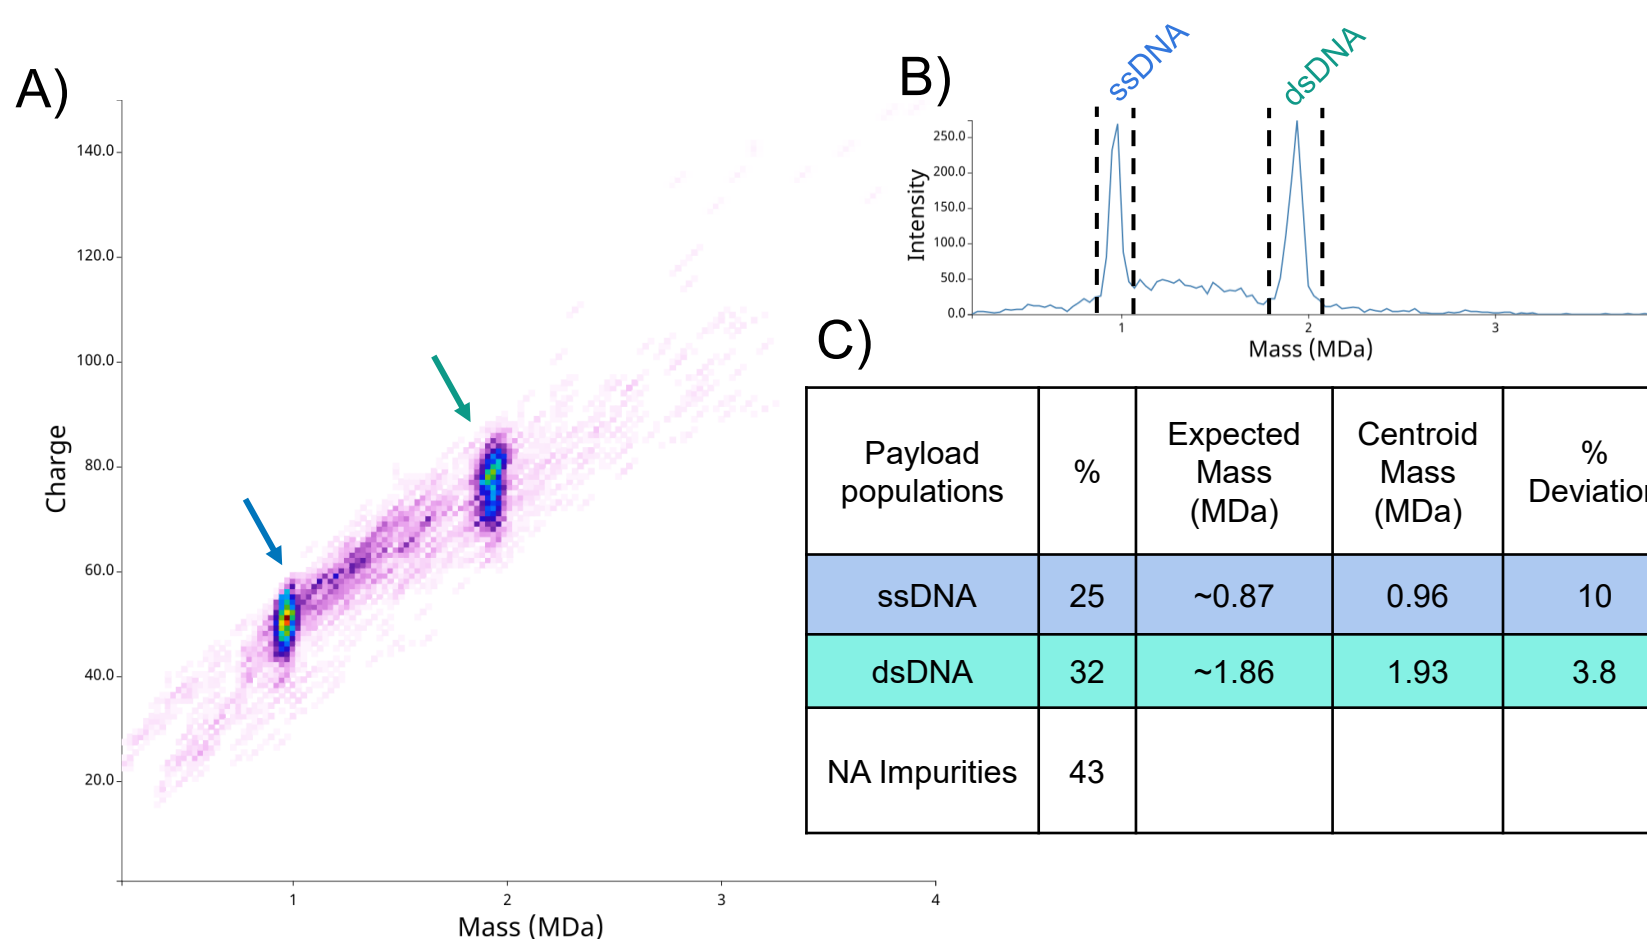 A)
140.0
120.0
100.0
80.0
60.0
40.0
20.0
Charge
1
2
3
4
Mass (MDa)
B)
ssDNA
dsDNA
250.0
200.0
150.0
100.0
50.0
0.0
Intensity
1
2
3
Mass (MDa)
C)
Payload
populations
%
Expected
Mass
(MDa)
Centroid
Mass
(MDa)
%
Deviation
ssDNA
25
~0.87
0.96
10
dsDNA
32
~1.86
1.93
3.8
NA Impurities
43